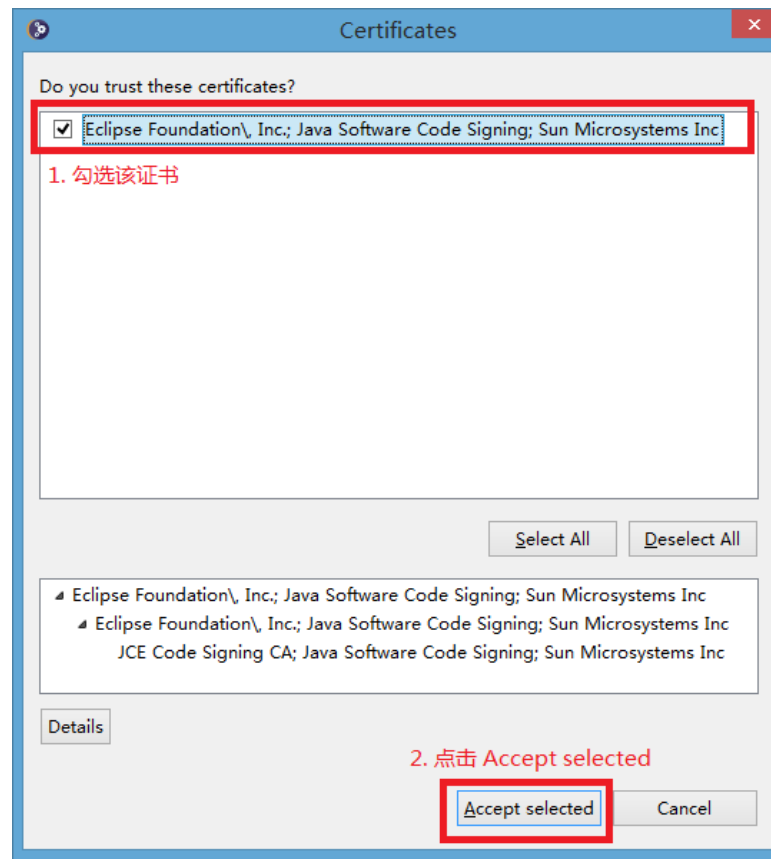 Certificates
Do you trust these certificates?
Eclipse Foundation\, Inc.; Java Software Code Signing; Sun Microsystems Inc
1. 勾选该证书
Select All
Deselect All
Eclipse Foundation\, Inc.; Java Software Code Signing; Sun Microsystems Inc
Eclipse Foundation\, Inc.; Java Software Code Signing; Sun Microsystems Inc
JCE Code Signing CA; Java Software Code Signing; Sun Microsystems Inc
Details
2. 点击 Accept selected
Accept selected
Cancel